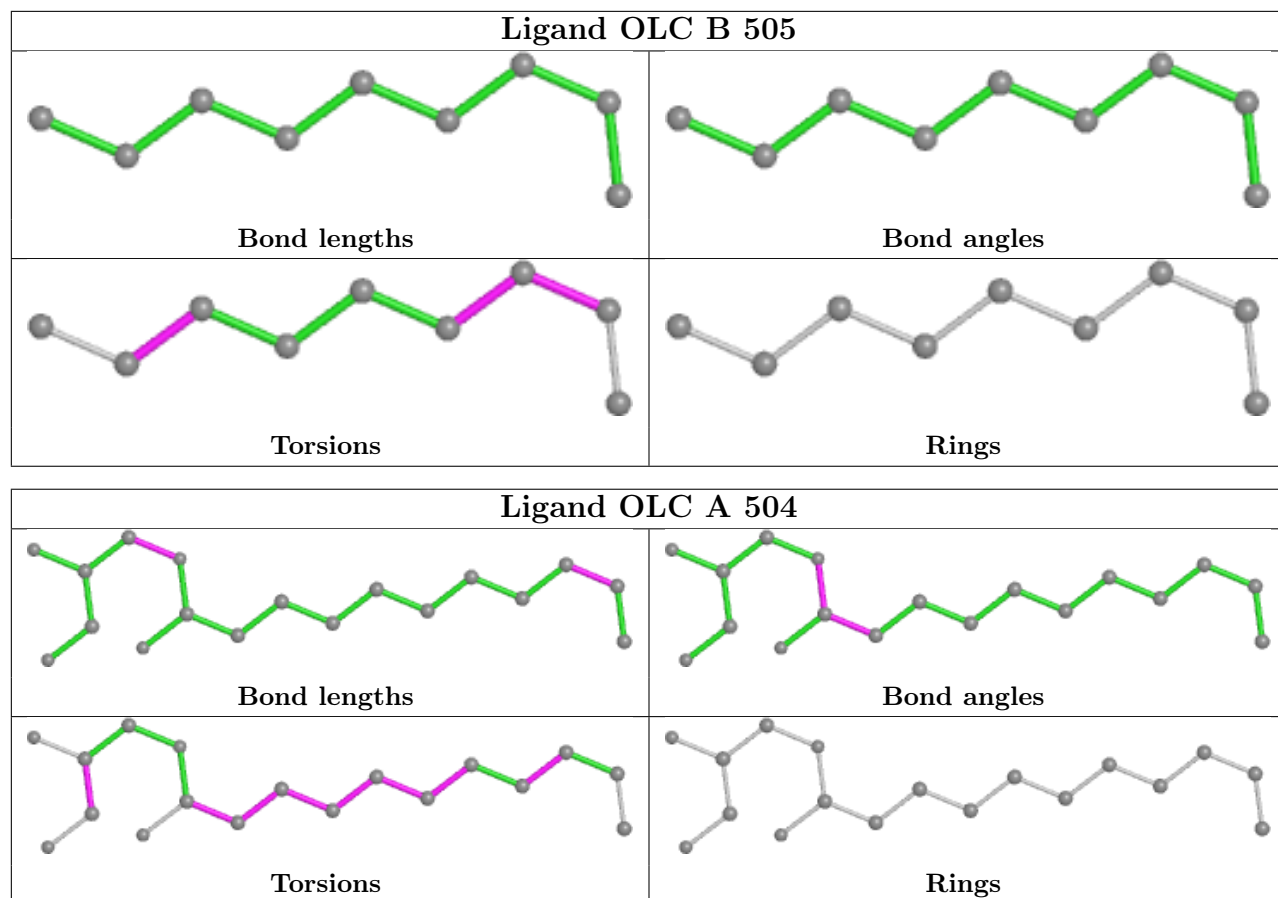 Ligand OLC B 505
Bond lengths
Bond angles
Torsions
Rings
Ligand OLC A 504
Bond lengths
Bond angles
Torsions
Rings